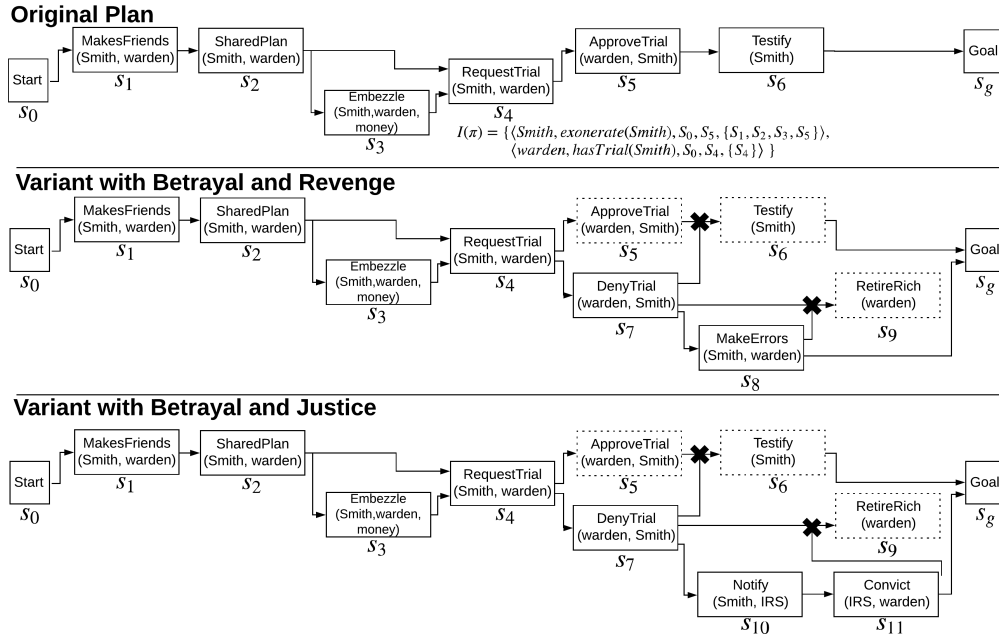 Original Plan
Start
S0
MakesFriends
(Smith, warden)
S1
SharedPlan
(Smith, warden)
S2
Embezzle
(Smith,warden,
money)
S3
RequestTrial
(Smith, warden)
S4
ApproveTrial
(warden, Smith)
S5
Testify
(Smith)
S6
Goal
Sg
I(π) = {⟨Smith, exonerate(Smith), S0, S5, {S1, S2, S3, S5}⟩,
⟨warden, hasTrial(Smith), S0, S4, {S4}⟩ }
Variant with Betrayal and Revenge
Start
S0
MakesFriends
(Smith, warden)
S1
SharedPlan
(Smith, warden)
S2
Embezzle
(Smith,warden,
money)
S3
RequestTrial
(Smith, warden)
S4
ApproveTrial
(warden, Smith)
S5
Testify
(Smith)
S6
DenyTrial
(warden, Smith)
S7
MakeErrors
(Smith, warden)
S8
RetireRich
(warden)
S9
Goal
Sg
Variant with Betrayal and Justice
Start
S0
MakesFriends
(Smith, warden)
S1
SharedPlan
(Smith, warden)
S2
Embezzle
(Smith,warden,
money)
S3
RequestTrial
(Smith, warden)
S4
ApproveTrial
(warden, Smith)
S5
Testify
(Smith)
S6
DenyTrial
(warden, Smith)
S7
RetireRich
(warden)
S9
Notify
(Smith, IRS)
S10
Convict
(IRS, warden)
S11
Goal
Sg